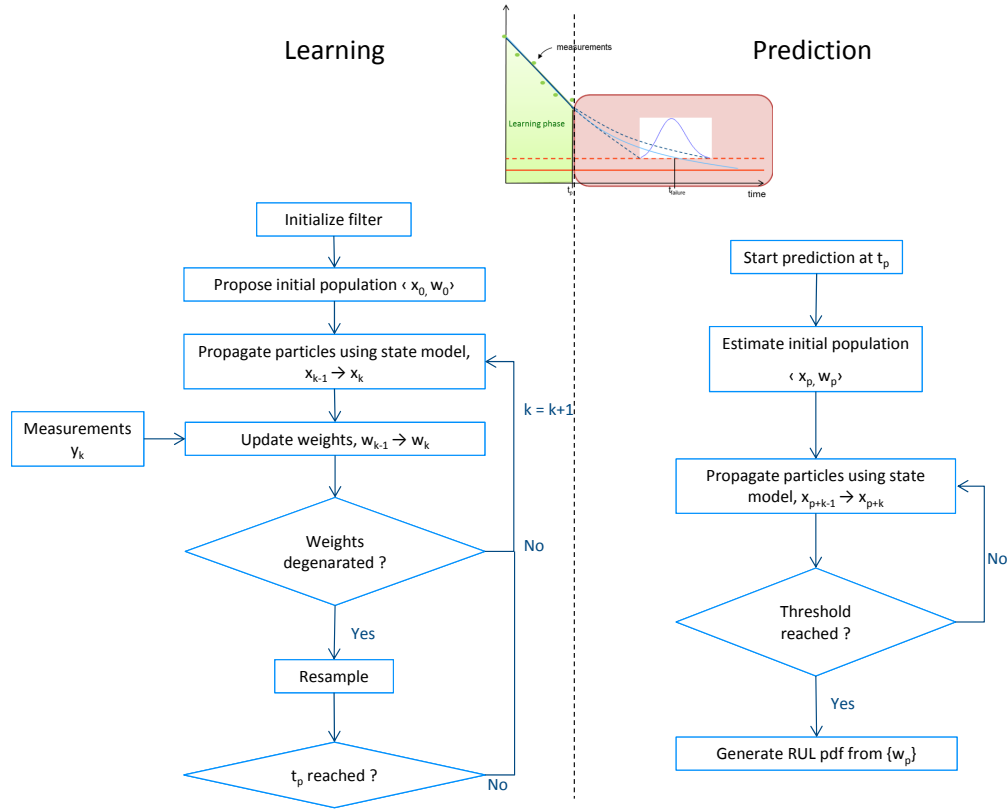 Learning
Prediction
measurements
Learning phase
tp
tfailure
time
Initialize filter
Propose initial population ‹ x0, w0›
Propagate particles using state model,
xk-1 → xk
k = k+1
Measurements
yk
Update weights, wk-1 → wk
Weights
degenarated ?
No
Yes
Resample
tp reached ?
No
Start prediction at tp
Estimate initial population
‹ xp, wp›
Propagate particles using state
model, xp+k-1 → xp+k
No
Threshold
reached ?
Yes
Generate RUL pdf from {wp}